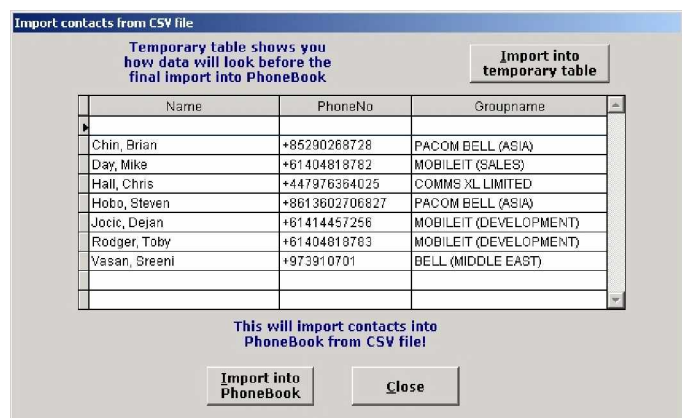 Import contacts from CSV file
Temporary table shows you
how data will look before the
final import into PhoneBook
Import into
temporary table
Name PhoneNo Groupname
Chin, Brian +85290268728 PACOM BELL (ASIA)
Day, Mike +61404818782 MOBILEIT (SALES)
Hall, Chris +447976364025 COMMS XL LIMITED
Hobo, Steven +8613602706827 PACOM BELL (ASIA)
Jocic, Dejan +61414457256 MOBILEIT (DEVELOPMENT)
Rodger, Toby +61404818783 MOBILEIT (DEVELOPMENT)
Vasan, Sreeni +973910701 BELL (MIDDLE EAST)
This will import contacts into
PhoneBook from CSV file!
Import into
PhoneBook
Close